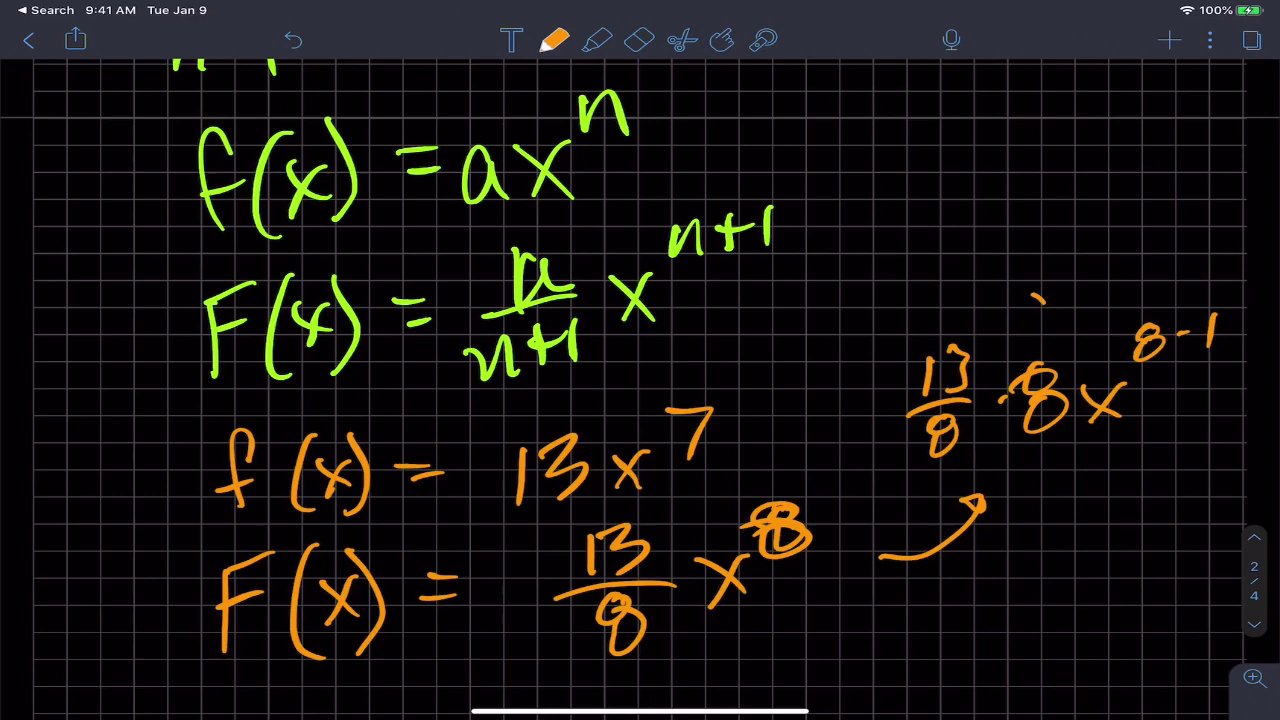 Search 9:41 AM Tue Jan 9 100%
f(x) = ax^n
F(x) = a/(n+1) x^(n+1)
f(x) = 13x^7
F(x) = 13/8 x^8
13/8 · 8x^(8-1)
2/4